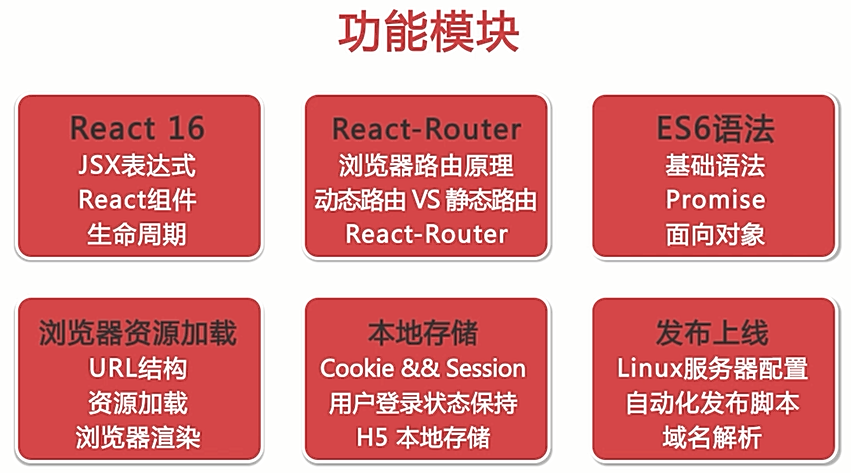 功能模块
React 16
JSX表达式
React组件
生命周期
React-Router
浏览器路由原理
动态路由 VS 静态路由
React-Router
ES6语法
基础语法
Promise
面向对象
浏览器资源加载
URL结构
资源加载
浏览器渲染
本地存储
Cookie && Session
用户登录状态保持
H5 本地存储
发布上线
Linux服务器配置
自动化发布脚本
域名解析